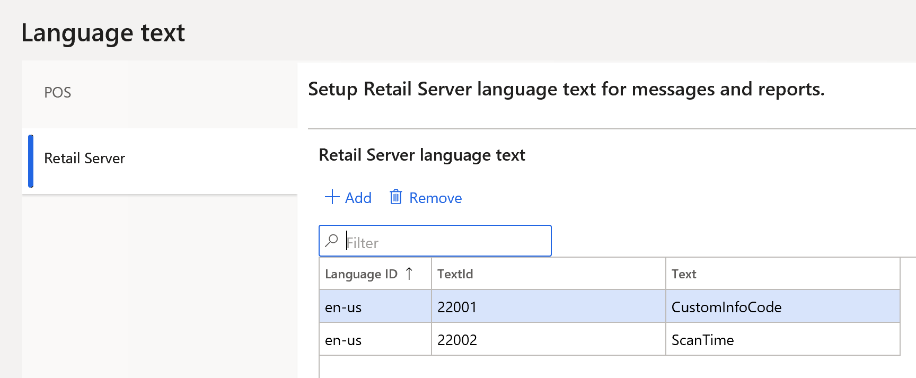 Language text
POS
Retail Server
Setup Retail Server language text for messages and reports.
Retail Server language text
Add Remove
Filter
Language ID ↑ TextId Text
en-us 22001 CustomInfoCode
en-us 22002 ScanTime